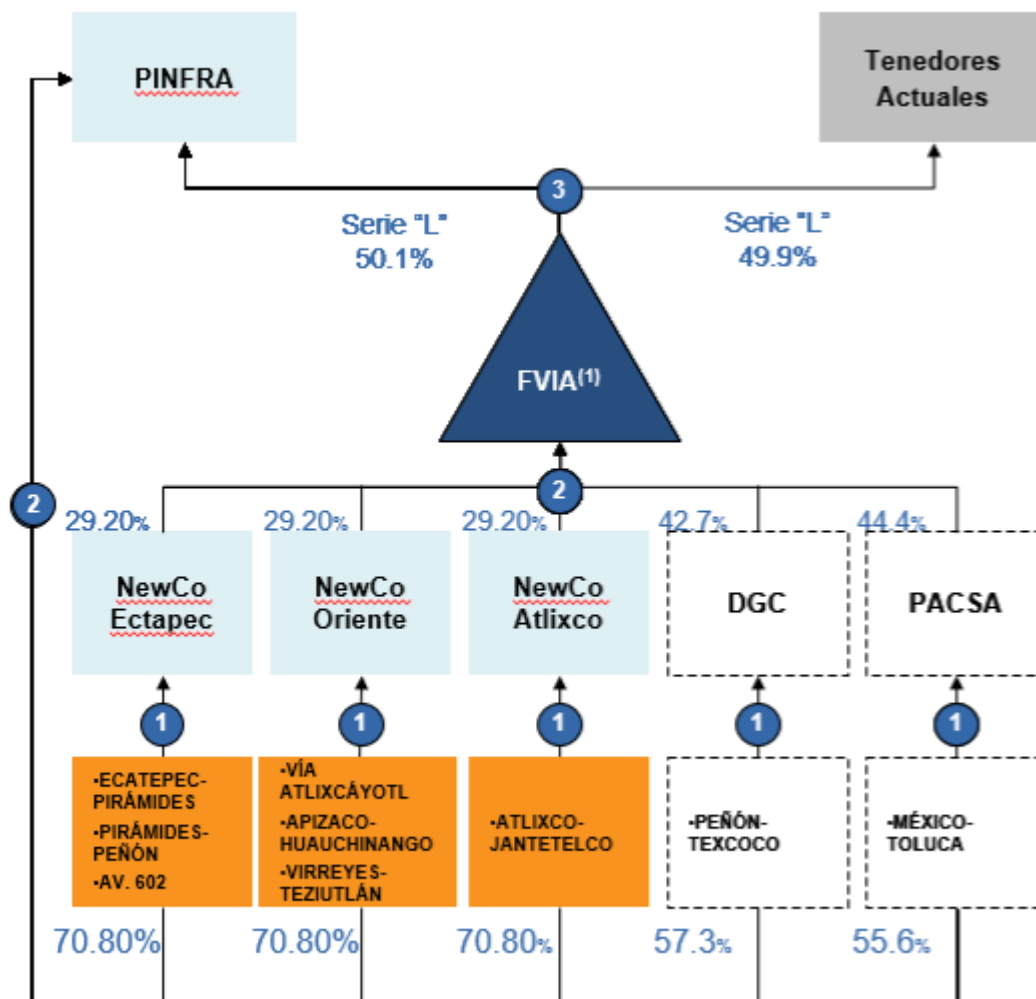 PINFRA
Tenedores
Actuales
3
Serie "L"
50.1%
Serie "L"
49.9%
FVIA(1)
2
2
29.20%
29.20%
29.20%
42.7%
44.4%
NewCo
Ectapec
NewCo
Oriente
NewCo
Atlixco
DGC
PACSA
1
1
1
1
1
•ECATEPEC-
PIRÁMIDES
•PIRÁMIDES-
PEÑÓN
•AV. 602
•VÍA
ATLIXCÁYOTL
•APIZACO-
HUAUCHINANGO
•VIRREYES-
TEZIUTLÁN
•ATLIXCO-
JANTETELCO
•PEÑÓN-
TEXCOCO
•MÉXICO-
TOLUCA
70.80%
70.80%
70.80%
57.3%
55.6%